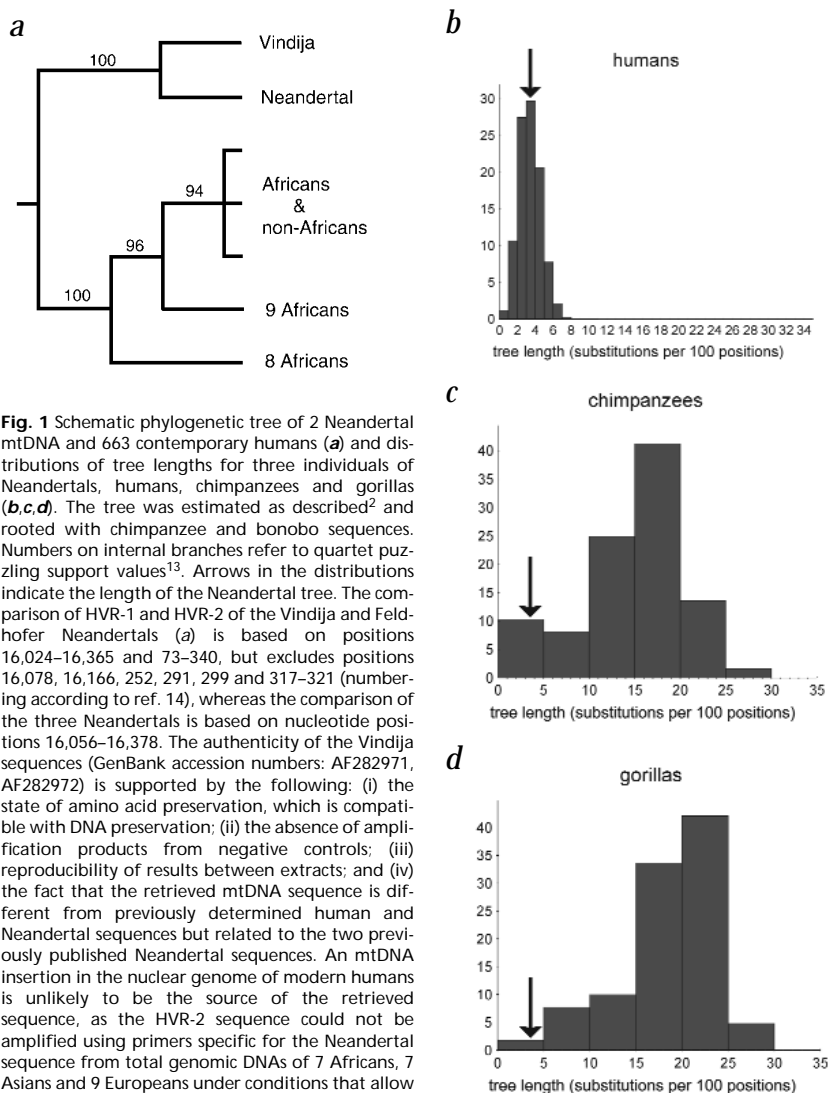 a
100
Vindija
Neandertal
94
Africans
&
non-Africans
96
100
9 Africans
8 Africans
Fig. 1 Schematic phylogenetic tree of 2 Neandertal
mtDNA and 663 contemporary humans (a) and dis-
tributions of tree lengths for three individuals of
Neandertals, humans, chimpanzees and gorillas
(b,c,d). The tree was estimated as described2 and
rooted with chimpanzee and bonobo sequences.
Numbers on internal branches refer to quartet puz-
zling support values13. Arrows in the distributions
indicate the length of the Neandertal tree. The com-
parison of HVR-1 and HVR-2 of the Vindija and Feld-
hofer Neandertals (a) is based on positions
16,024–16,365 and 73–340, but excludes positions
16,078, 16,166, 252, 291, 299 and 317–321 (number-
ing according to ref. 14), whereas the comparison of
the three Neandertals is based on nucleotide posi-
tions 16,056–16,378. The authenticity of the Vindija
sequences (GenBank accession numbers: AF282971,
AF282972) is supported by the following: (i) the
state of amino acid preservation, which is compati-
ble with DNA preservation; (ii) the absence of ampli-
fication products from negative controls; (iii)
reproducibility of results between extracts; and (iv)
the fact that the retrieved mtDNA sequence is dif-
ferent from previously determined human and
Neandertal sequences but related to the two previ-
ously published Neandertal sequences. An mtDNA
insertion in the nuclear genome of modern humans
is unlikely to be the source of the retrieved
sequence, as the HVR-2 sequence could not be
amplified using primers specific for the Neandertal
sequence from total genomic DNAs of 7 Africans, 7
Asians and 9 Europeans under conditions that allow
b
humans
30
25
20
15
10
5
0
0 2 4 6 8 10 12 14 16 18 20 22 24 26 28 30 32 34
tree length (substitutions per 100 positions)
c
chimpanzees
40
35
30
25
20
15
10
5
0
0 5 10 15 20 25 30 35
tree length (substitutions per 100 positions)
d
gorillas
40
35
30
25
20
15
10
5
0
0 5 10 15 20 25 30 35
tree length (substitutions per 100 positions)